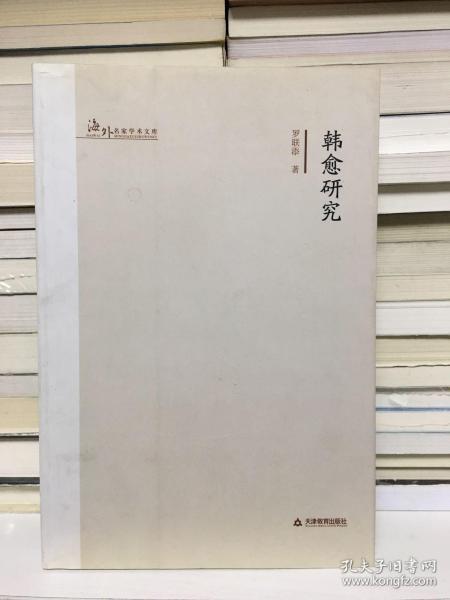 海外名家学术文库
韩愈研究
罗联添 著
天津教育出版社
孔夫子旧书网
www.kongfz.com